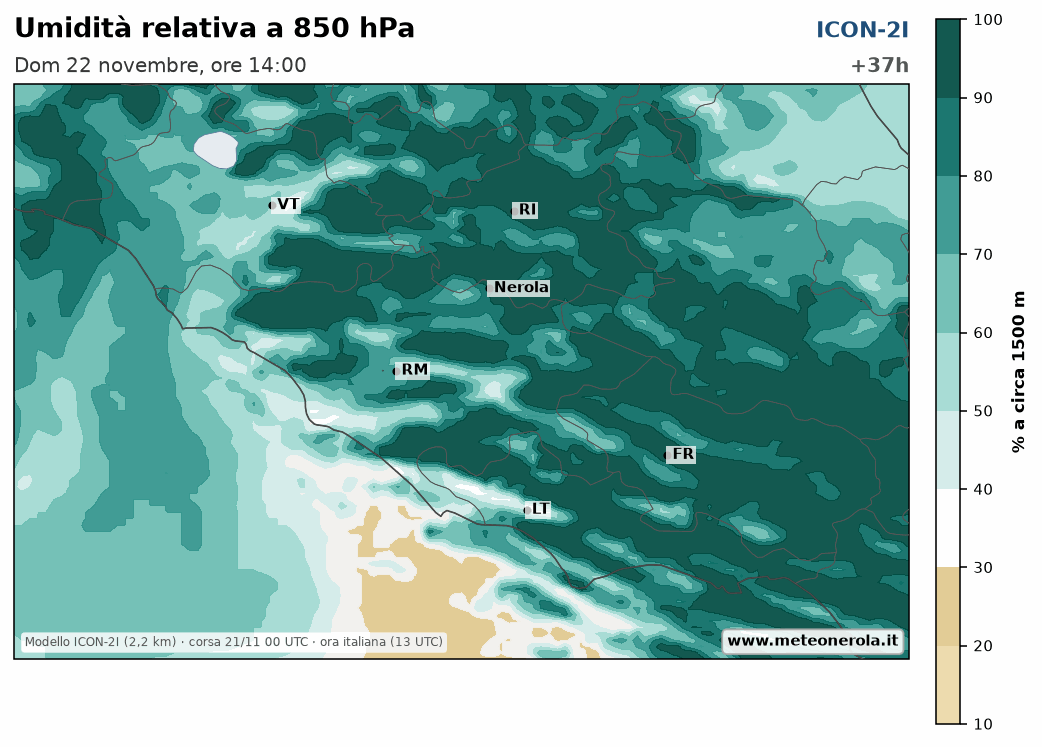 Umidità relativa a 850 hPa
ICON-2I
Dom 22 novembre, ore 14:00
+37h
100
90
80
70
60
50
40
30
20
10
% a circa 1500 m
VT
RI
Nerola
RM
FR
LT
Modello ICON-2I (2,2 km) · corsa 21/11 00 UTC · ora italiana (13 UTC)
www.meteonerola.it